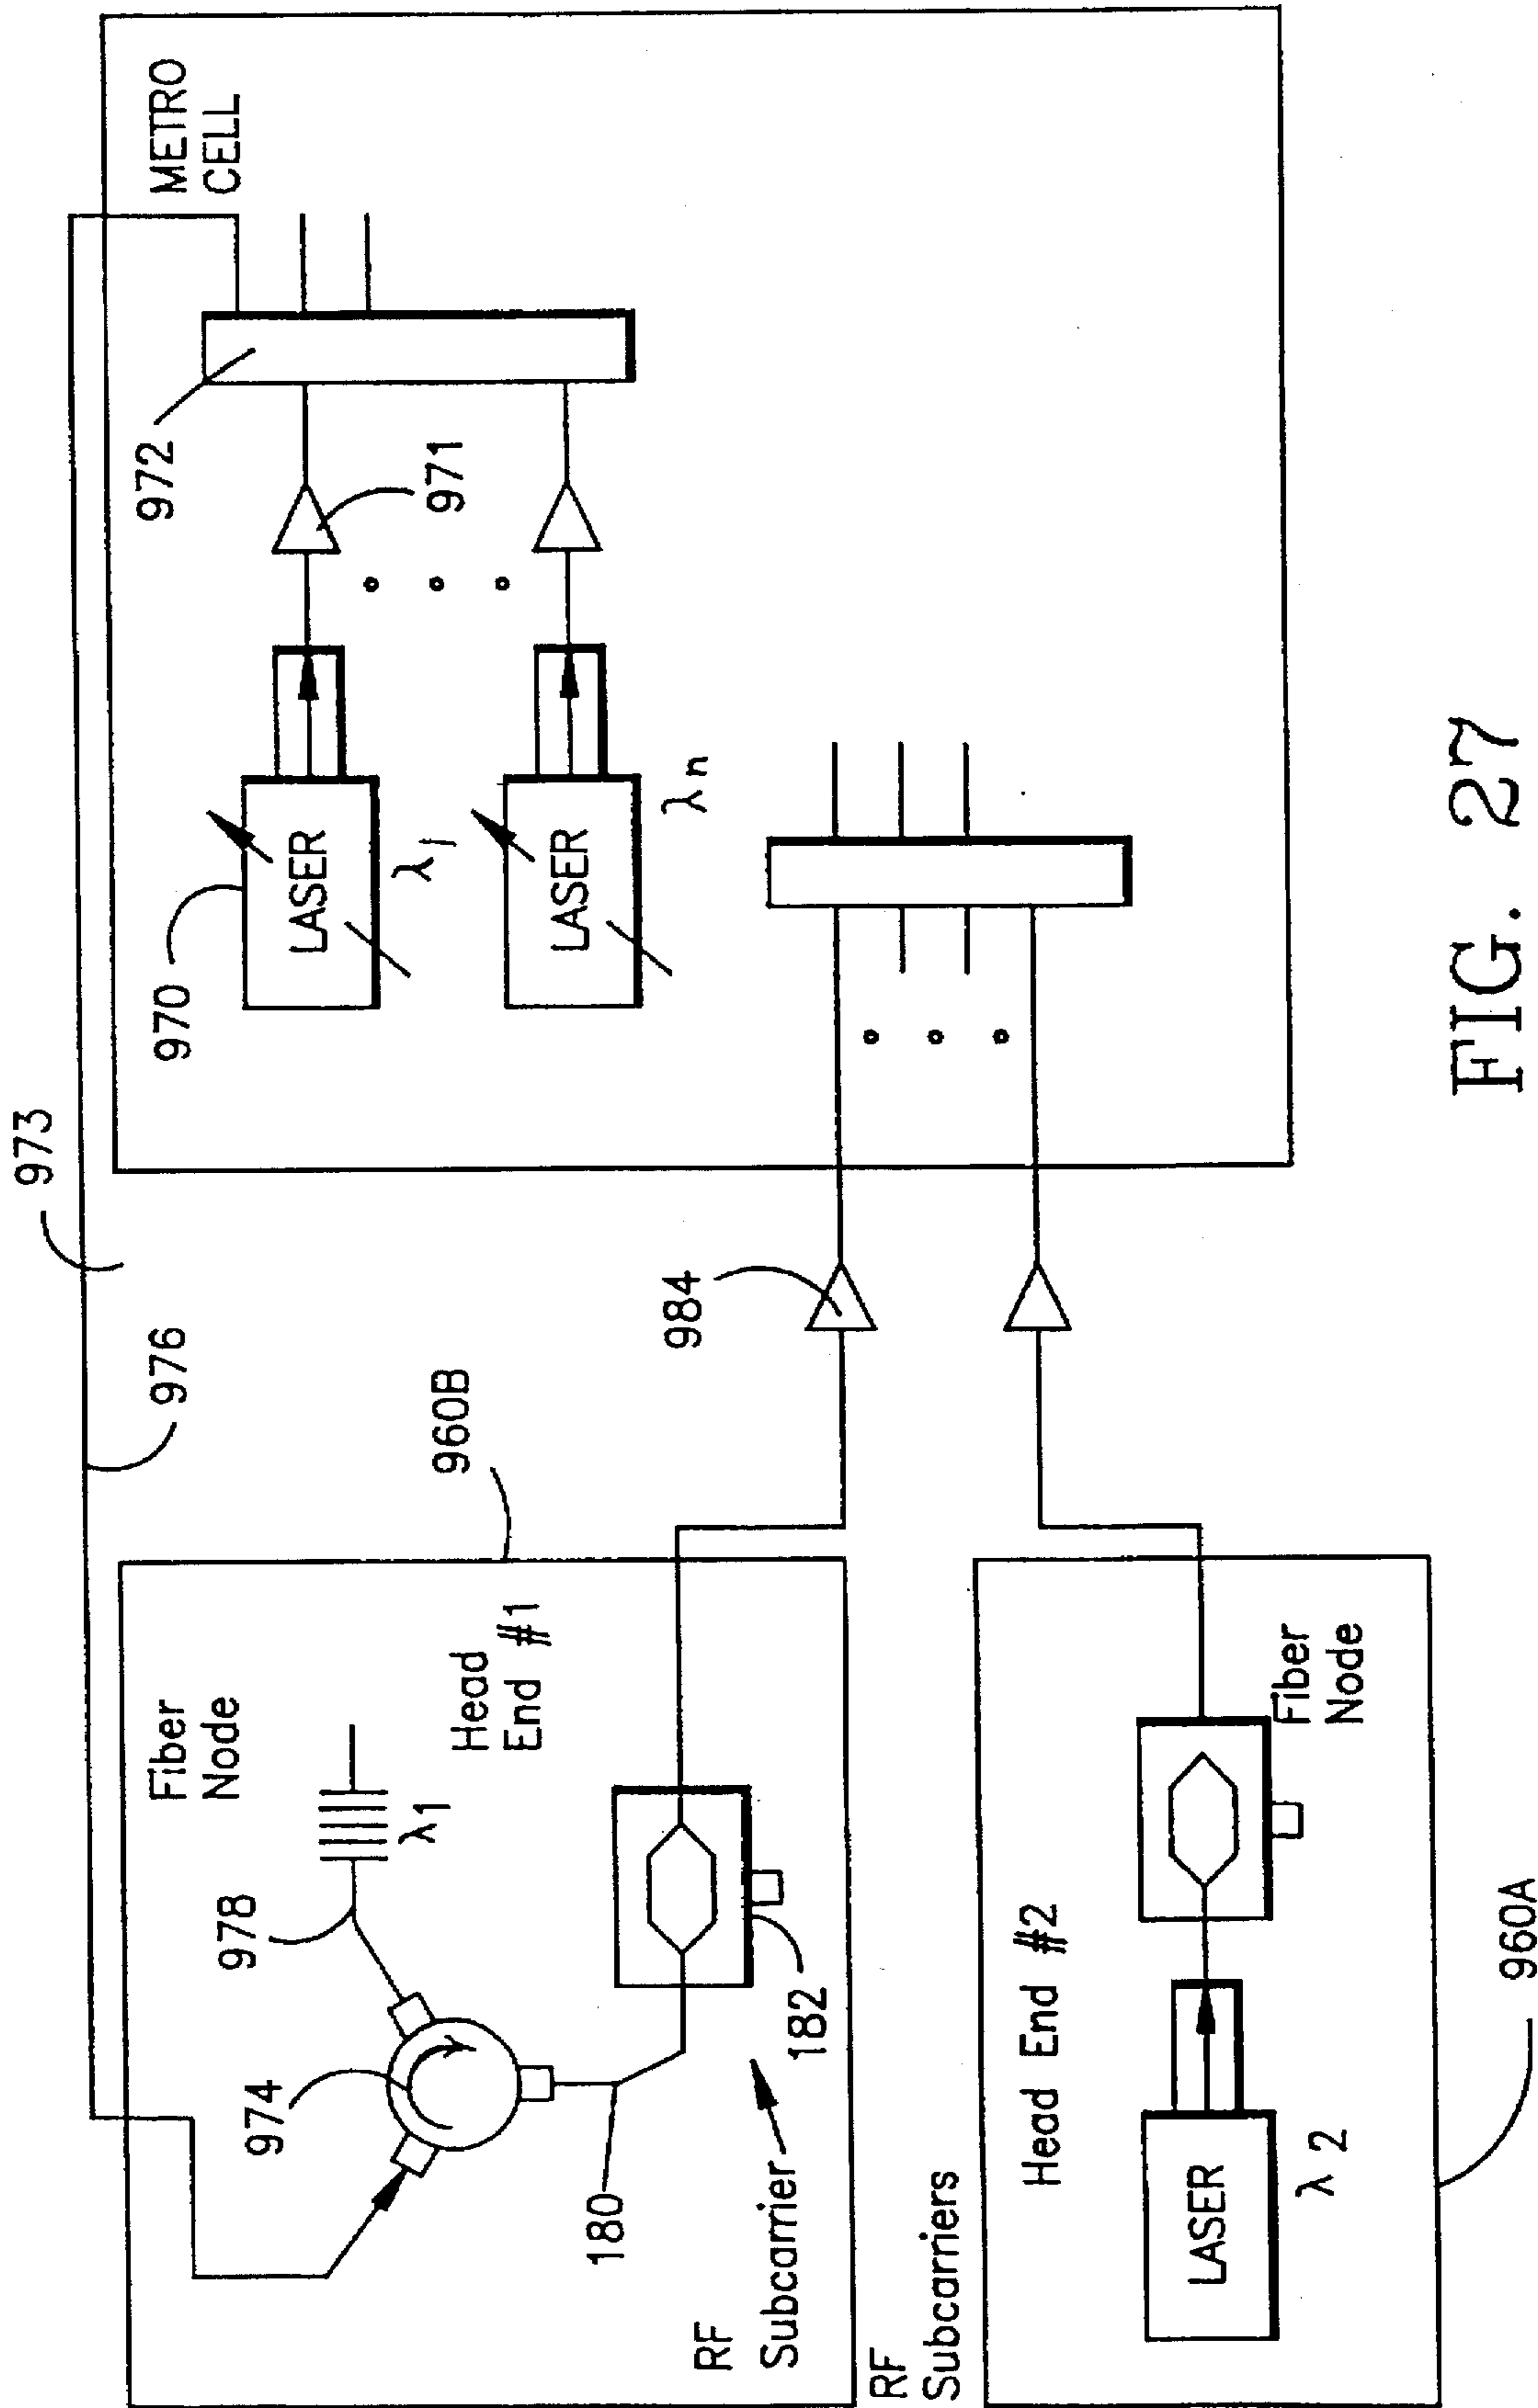 973
976
METRO
CELL
972
971
970
LASER
λ1
LASER
λn
984
960B
Fiber
Node
978
λ1
Head
End #1
974
180
182
RF
Subcarrier
RF
Subcarriers
Head End #2
LASER
λ2
Fiber
Node
960A
FIG. 27